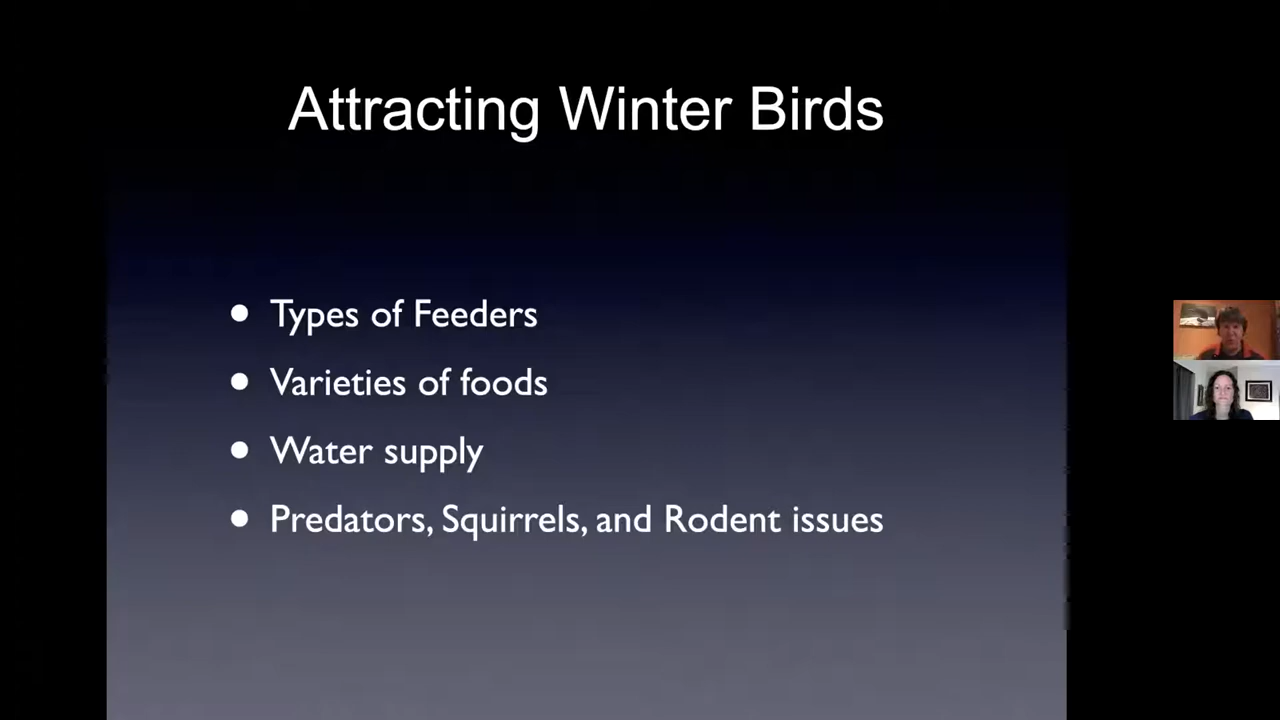 Attracting Winter Birds
• Types of Feeders
• Varieties of foods
• Water supply
• Predators, Squirrels, and Rodent issues